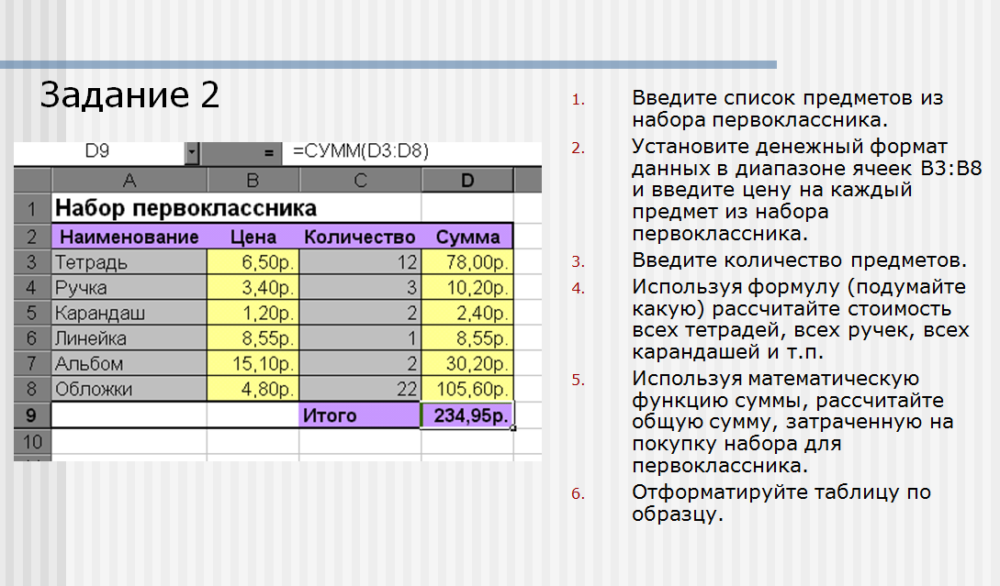 Задание 2
D9 = =СУММ(D3:D8)
A B C D
1 Набор первоклассника
2 Наименование Цена Количество Сумма
3 Тетрадь 6,50р. 12 78,00р.
4 Ручка 3,40р. 3 10,20р.
5 Карандаш 1,20р. 2 2,40р.
6 Линейка 8,55р. 1 8,55р.
7 Альбом 15,10р. 2 30,20р.
8 Обложки 4,80р. 22 105,60р.
9 Итого 234,95р.
10
1. Введите список предметов из
набора первоклассника.
2. Установите денежный формат
данных в диапазоне ячеек В3:В8
и введите цену на каждый
предмет из набора
первоклассника.
3. Введите количество предметов.
4. Используя формулу (подумайте
какую) рассчитайте стоимость
всех тетрадей, всех ручек, всех
карандашей и т.п.
5. Используя математическую
функцию суммы, рассчитайте
общую сумму, затраченную на
покупку набора для
первоклассника.
6. Отформатируйте таблицу по
образцу.